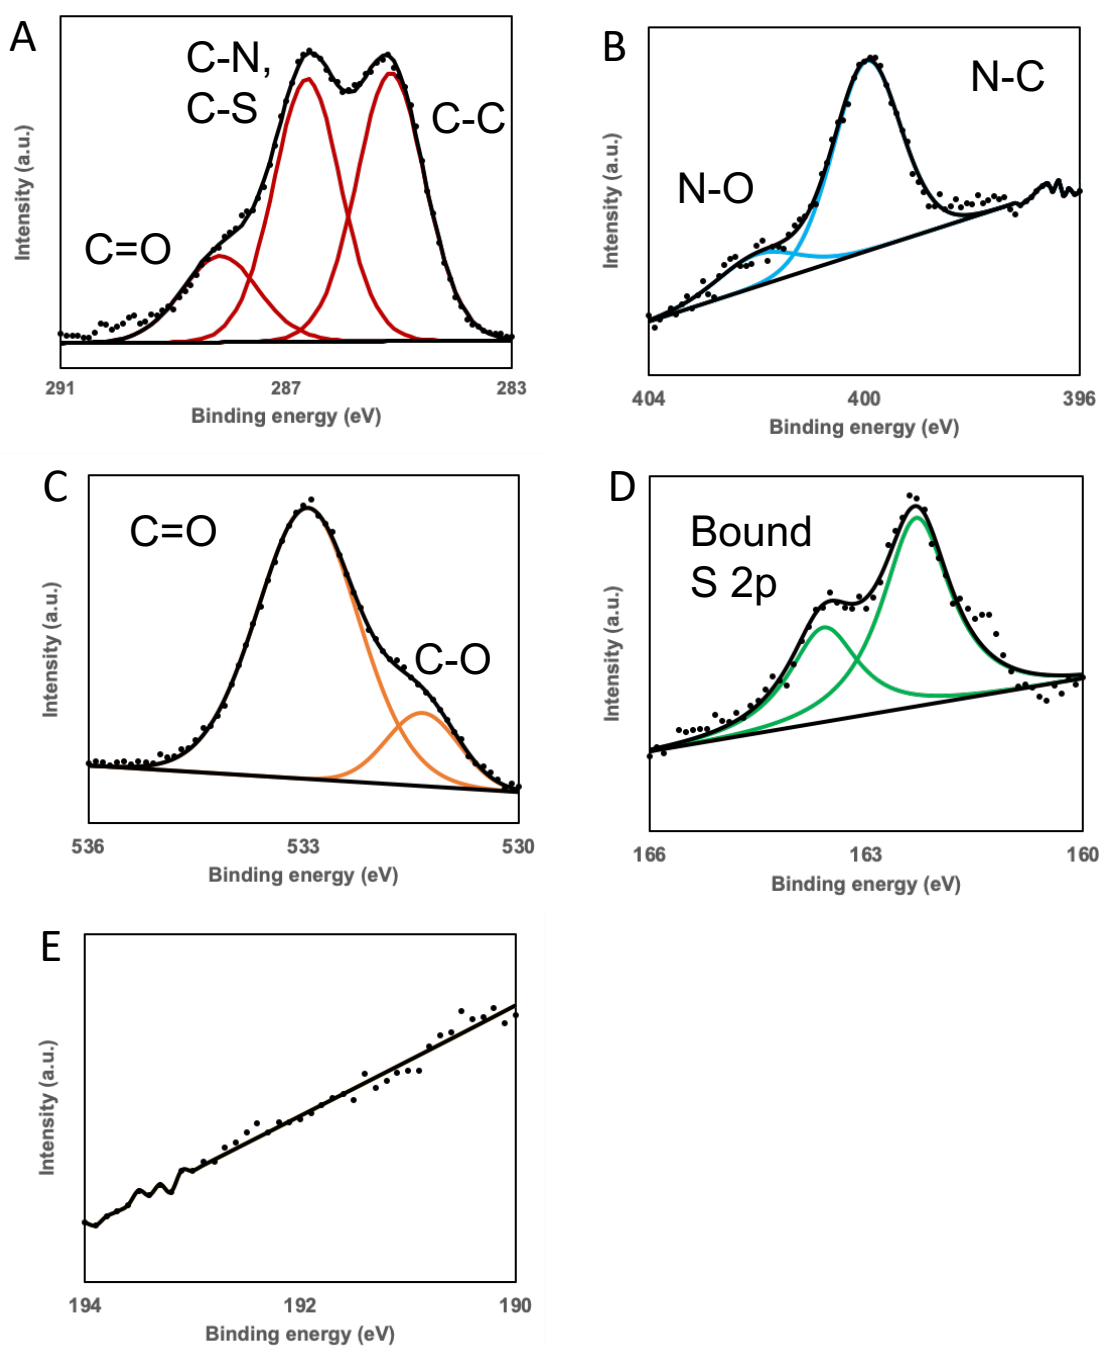 A
C-N,
C-S
C-C
C=O
Intensity (a.u.)
291
287
283
Binding energy (eV)
B
N-C
N-O
Intensity (a.u.)
404
400
396
Binding energy (eV)
C
C=O
C-O
Intensity (a.u.)
536
533
530
Binding energy (eV)
D
Bound
S 2p
Intensity (a.u.)
166
163
160
Binding energy (eV)
E
Intensity (a.u.)
194
192
190
Binding energy (eV)